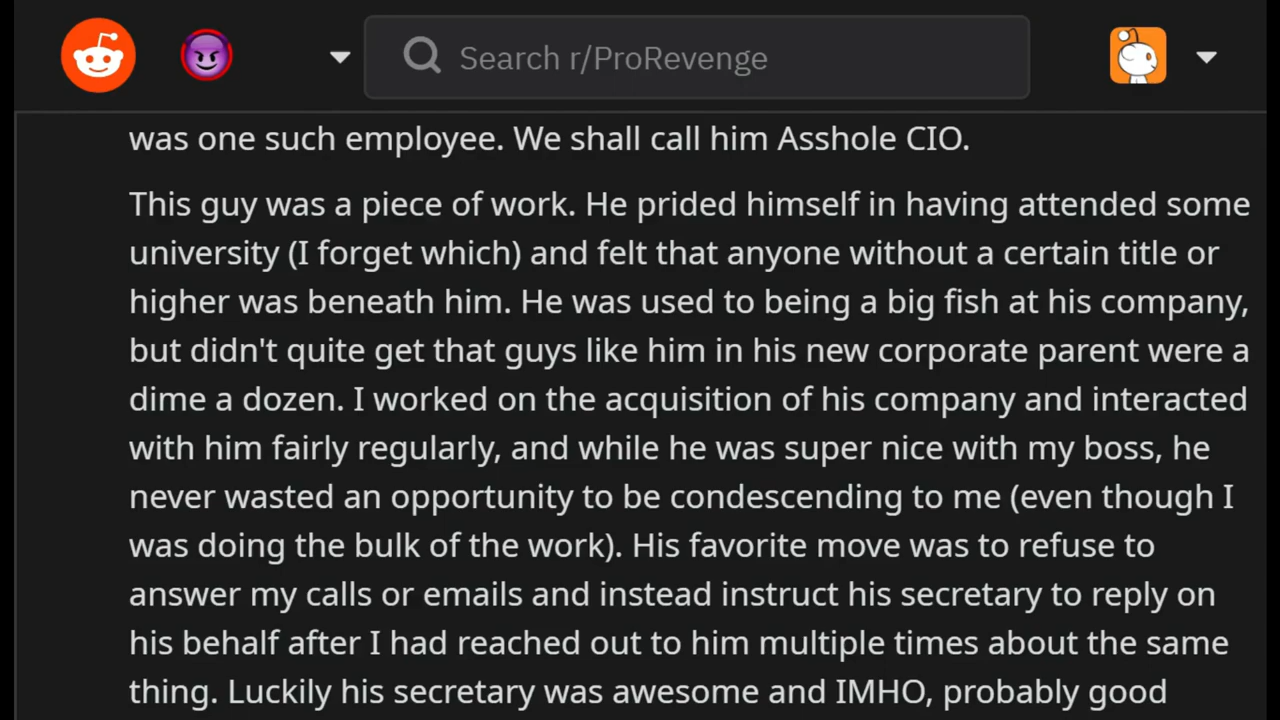 Search r/ProRevenge
was one such employee. We shall call him Asshole CIO.
This guy was a piece of work. He prided himself in having attended some
university (I forget which) and felt that anyone without a certain title or
higher was beneath him. He was used to being a big fish at his company,
but didn't quite get that guys like him in his new corporate parent were a
dime a dozen. I worked on the acquisition of his company and interacted
with him fairly regularly, and while he was super nice with my boss, he
never wasted an opportunity to be condescending to me (even though I
was doing the bulk of the work). His favorite move was to refuse to
answer my calls or emails and instead instruct his secretary to reply on
his behalf after I had reached out to him multiple times about the same
thing. Luckily his secretary was awesome and IMHO, probably good